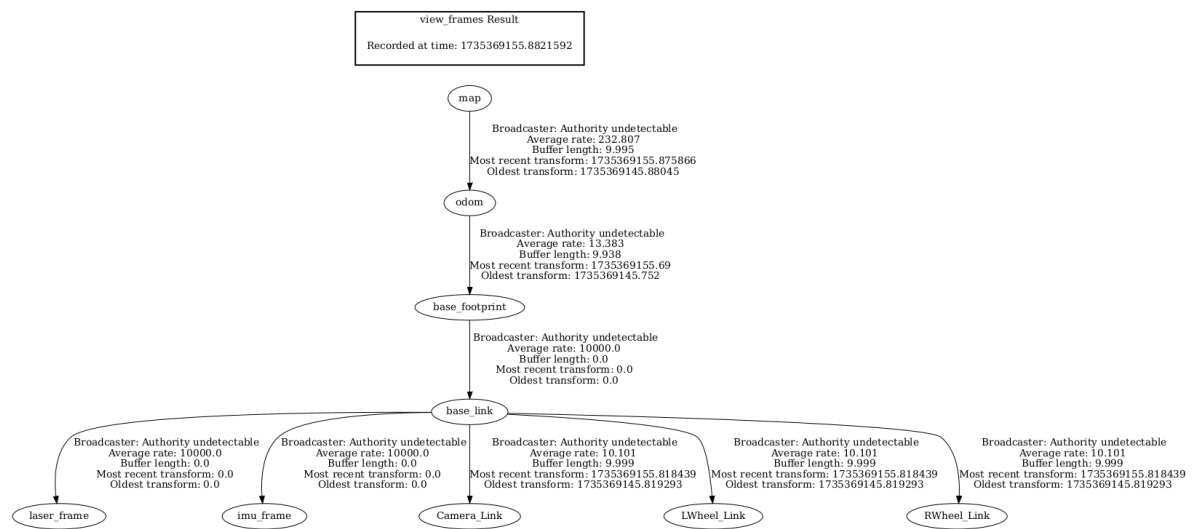 view_frames Result
Recorded at time: 1735369155.8821592
map
Broadcaster: Authority undetectable
Average rate: 232.807
Buffer length: 9.995
Most recent transform: 1735369155.875866
Oldest transform: 1735369145.88045
odom
Broadcaster: Authority undetectable
Average rate: 13.383
Buffer length: 9.938
Most recent transform: 1735369155.69
Oldest transform: 1735369145.752
base_footprint
Broadcaster: Authority undetectable
Average rate: 10000.0
Buffer length: 0.0
Most recent transform: 0.0
Oldest transform: 0.0
base_link
Broadcaster: Authority undetectable
Average rate: 10000.0
Buffer length: 0.0
Most recent transform: 0.0
Oldest transform: 0.0
Broadcaster: Authority undetectable
Average rate: 10000.0
Buffer length: 0.0
Most recent transform: 0.0
Oldest transform: 0.0
Broadcaster: Authority undetectable
Average rate: 10.101
Buffer length: 9.999
Most recent transform: 1735369155.818439
Oldest transform: 1735369145.819293
Broadcaster: Authority undetectable
Average rate: 10.101
Buffer length: 9.999
Most recent transform: 1735369155.818439
Oldest transform: 1735369145.819293
Broadcaster: Authority undetectable
Average rate: 10.101
Buffer length: 9.999
Most recent transform: 1735369155.818439
Oldest transform: 1735369145.819293
laser_frame
imu_frame
Camera_Link
LWheel_Link
RWheel_Link